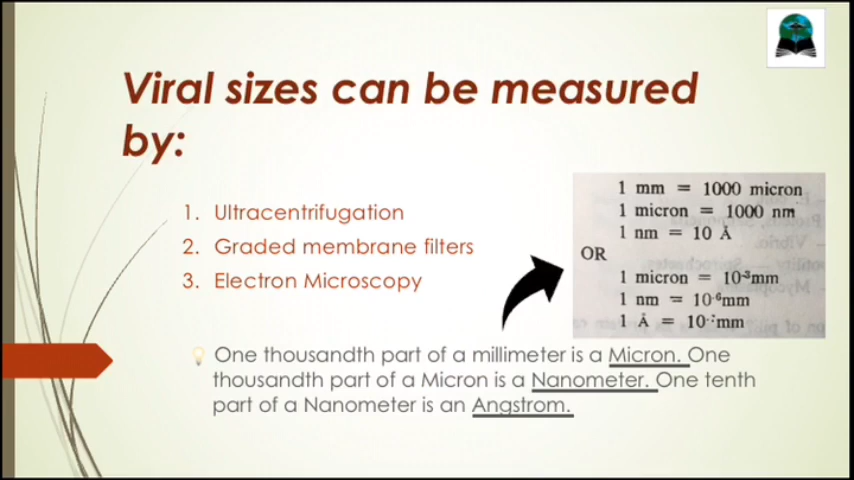 Viral sizes can be measured
by:
1. Ultracentrifugation
2. Graded membrane filters
3. Electron Microscopy
1 mm = 1000 micron
1 micron = 1000 nm
1 nm = 10 Å
OR
1 micron = 10⁻³mm
1 nm = 10⁻⁶mm
1 Å = mm
One thousandth part of a millimeter is a Micron. One
thousandth part of a Micron is a Nanometer. One tenth
part of a Nanometer is an Angstrom.